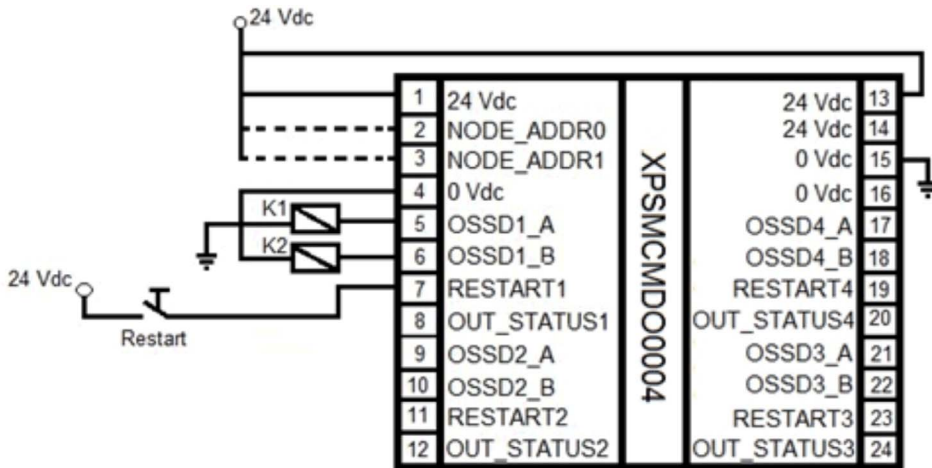 24 Vdc
1 24 Vdc
2 NODE_ADDR0
3 NODE_ADDR1
4 0 Vdc
K1
5 OSSD1_A
K2
6 OSSD1_B
24 Vdc
7 RESTART1
Restart
8 OUT_STATUS1
9 OSSD2_A
10 OSSD2_B
11 RESTART2
12 OUT_STATUS2
XPSMCMDO0004
24 Vdc 13
24 Vdc 14
0 Vdc 15
0 Vdc 16
OSSD4_A 17
OSSD4_B 18
RESTART4 19
OUT_STATUS4 20
OSSD3_A 21
OSSD3_B 22
RESTART3 23
OUT_STATUS3 24